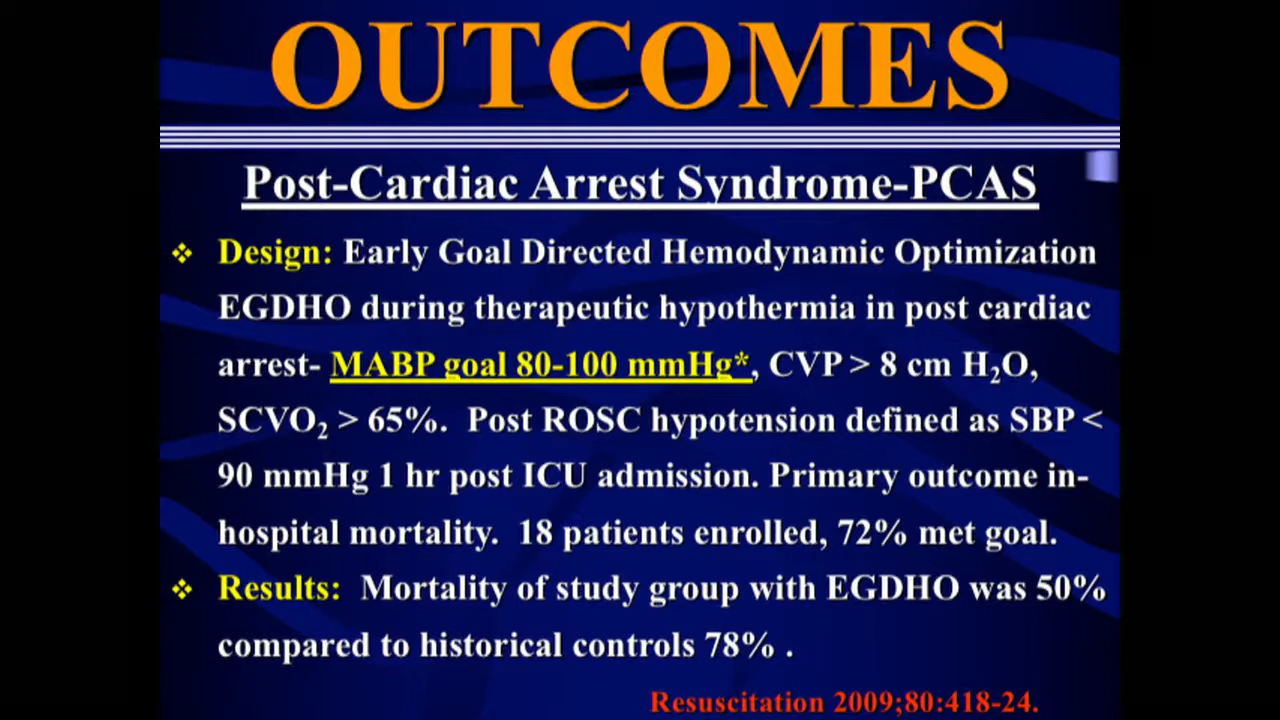 OUTCOMES
Post-Cardiac Arrest Syndrome-PCAS
❖ Design: Early Goal Directed Hemodynamic Optimization
EGDHO during therapeutic hypothermia in post cardiac
arrest- MABP goal 80-100 mmHg*, CVP > 8 cm H₂O,
SCVO₂ > 65%. Post ROSC hypotension defined as SBP <
90 mmHg 1 hr post ICU admission. Primary outcome in-
hospital mortality. 18 patients enrolled, 72% met goal.
❖ Results: Mortality of study group with EGDHO was 50%
compared to historical controls 78% .
Resuscitation 2009;80:418-24.